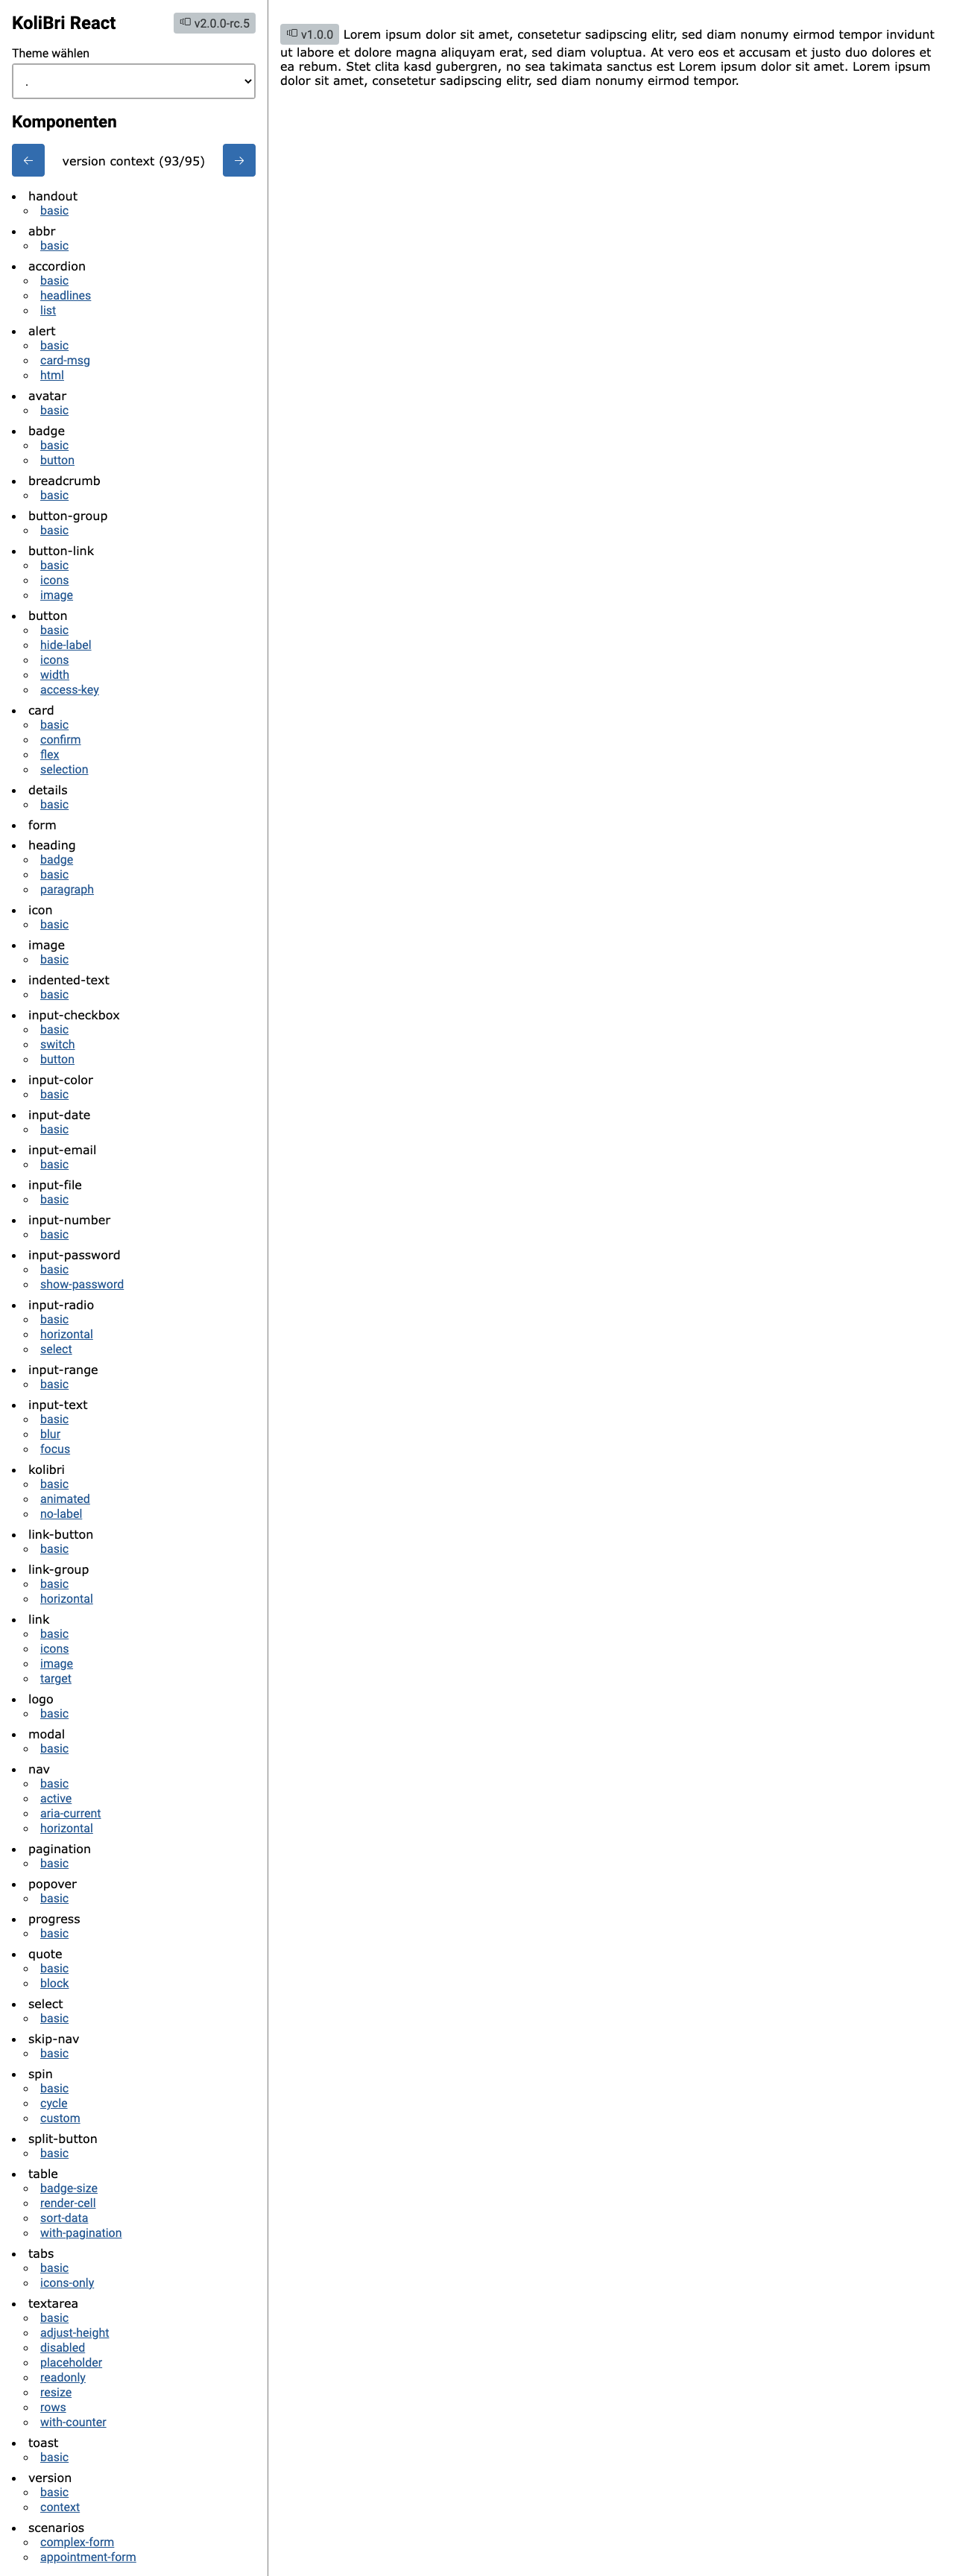 KoliBri React
v2.0.0-rc.5
Theme wählen
.
Komponenten
← version context (93/95) →
handout
basic
abbr
basic
accordion
basic
headlines
list
alert
basic
card-msg
html
avatar
basic
badge
basic
button
breadcrumb
basic
button-group
basic
button-link
basic
icons
image
button
basic
hide-label
icons
width
access-key
card
basic
confirm
flex
selection
details
basic
form
heading
badge
basic
paragraph
icon
basic
image
basic
indented-text
basic
input-checkbox
basic
switch
button
input-color
basic
input-date
basic
input-email
basic
input-file
basic
input-number
basic
input-password
basic
show-password
input-radio
basic
horizontal
select
input-range
basic
input-text
basic
blur
focus
kolibri
basic
animated
no-label
link-button
basic
link-group
basic
horizontal
link
basic
icons
image
target
logo
basic
modal
basic
nav
basic
active
aria-current
horizontal
pagination
basic
popover
basic
progress
basic
quote
basic
block
select
basic
skip-nav
basic
spin
basic
cycle
custom
split-button
basic
table
badge-size
render-cell
sort-data
with-pagination
tabs
basic
icons-only
textarea
basic
adjust-height
disabled
placeholder
readonly
resize
rows
with-counter
toast
basic
version
basic
context
scenarios
complex-form
appointment-form
v1.0.0 Lorem ipsum dolor sit amet, consetetur sadipscing elitr, sed diam nonumy eirmod tempor invidunt
ut labore et dolore magna aliquyam erat, sed diam voluptua. At vero eos et accusam et justo duo dolores et
ea rebum. Stet clita kasd gubergren, no sea takimata sanctus est Lorem ipsum dolor sit amet. Lorem ipsum
dolor sit amet, consetetur sadipscing elitr, sed diam nonumy eirmod tempor.